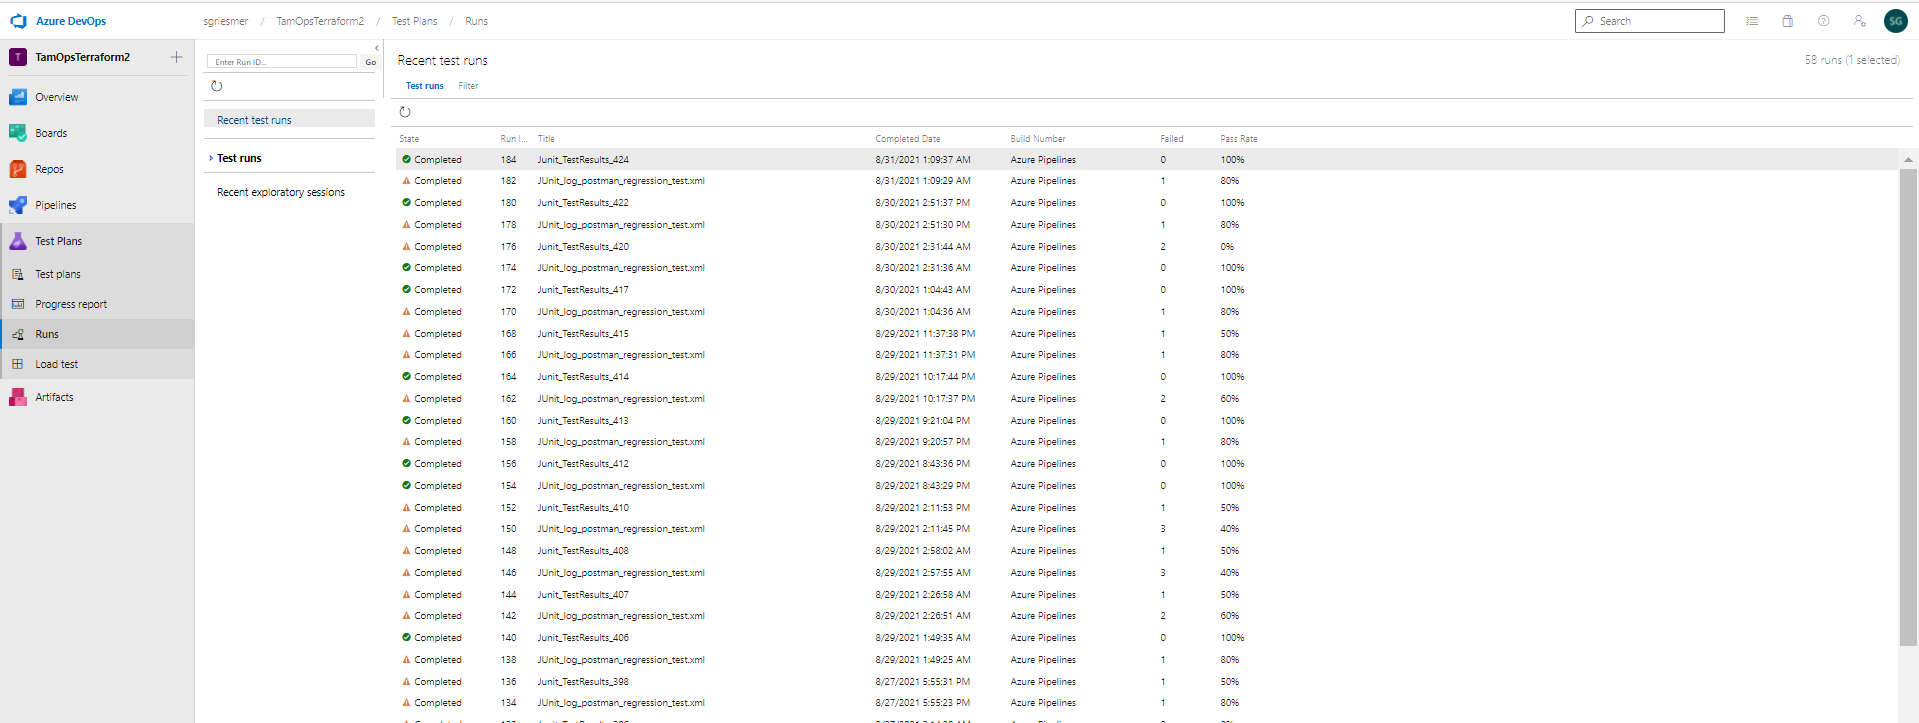 Azure DevOps
sgriesmer / TamOpsTerraform2 / Test Plans / Runs
Search
SG
T TamOpsTerraform2
Overview
Boards
Repos
Pipelines
Test Plans
Test plans
Progress report
Runs
Load test
Artifacts
Enter Run ID... Go
Recent test runs
Test runs
Recent exploratory sessions
Recent test runs
58 runs (1 selected)
Test runs Filter
State Run I... Title Completed Date Build Number Failed Pass Rate
Completed 184 Junit_TestResults_424 8/31/2021 1:09:37 AM Azure Pipelines 0 100%
Completed 182 JUnit_log_postman_regression_test.xml 8/31/2021 1:09:29 AM Azure Pipelines 1 80%
Completed 180 Junit_TestResults_422 8/30/2021 2:51:37 PM Azure Pipelines 0 100%
Completed 178 JUnit_log_postman_regression_test.xml 8/30/2021 2:51:30 PM Azure Pipelines 1 80%
Completed 176 Junit_TestResults_420 8/30/2021 2:31:44 AM Azure Pipelines 2 0%
Completed 174 JUnit_log_postman_regression_test.xml 8/30/2021 2:31:36 AM Azure Pipelines 0 100%
Completed 172 Junit_TestResults_417 8/30/2021 1:04:43 AM Azure Pipelines 0 100%
Completed 170 JUnit_log_postman_regression_test.xml 8/30/2021 1:04:36 AM Azure Pipelines 1 80%
Completed 168 Junit_TestResults_415 8/29/2021 11:37:38 PM Azure Pipelines 1 50%
Completed 166 JUnit_log_postman_regression_test.xml 8/29/2021 11:37:31 PM Azure Pipelines 1 80%
Completed 164 Junit_TestResults_414 8/29/2021 10:17:44 PM Azure Pipelines 0 100%
Completed 162 JUnit_log_postman_regression_test.xml 8/29/2021 10:17:37 PM Azure Pipelines 2 60%
Completed 160 Junit_TestResults_413 8/29/2021 9:21:04 PM Azure Pipelines 0 100%
Completed 158 JUnit_log_postman_regression_test.xml 8/29/2021 9:20:57 PM Azure Pipelines 1 80%
Completed 156 Junit_TestResults_412 8/29/2021 8:43:36 PM Azure Pipelines 0 100%
Completed 154 JUnit_log_postman_regression_test.xml 8/29/2021 8:43:29 PM Azure Pipelines 0 100%
Completed 152 Junit_TestResults_410 8/29/2021 2:11:53 PM Azure Pipelines 1 50%
Completed 150 JUnit_log_postman_regression_test.xml 8/29/2021 2:11:45 PM Azure Pipelines 3 40%
Completed 148 Junit_TestResults_408 8/29/2021 2:58:02 AM Azure Pipelines 1 50%
Completed 146 JUnit_log_postman_regression_test.xml 8/29/2021 2:57:55 AM Azure Pipelines 3 40%
Completed 144 Junit_TestResults_407 8/29/2021 2:26:58 AM Azure Pipelines 1 50%
Completed 142 JUnit_log_postman_regression_test.xml 8/29/2021 2:26:51 AM Azure Pipelines 2 60%
Completed 140 Junit_TestResults_406 8/29/2021 1:49:35 AM Azure Pipelines 0 100%
Completed 138 JUnit_log_postman_regression_test.xml 8/29/2021 1:49:25 AM Azure Pipelines 1 80%
Completed 136 Junit_TestResults_398 8/27/2021 5:55:31 PM Azure Pipelines 1 50%
Completed 134 JUnit_log_postman_regression_test.xml 8/27/2021 5:55:23 PM Azure Pipelines 1 80%